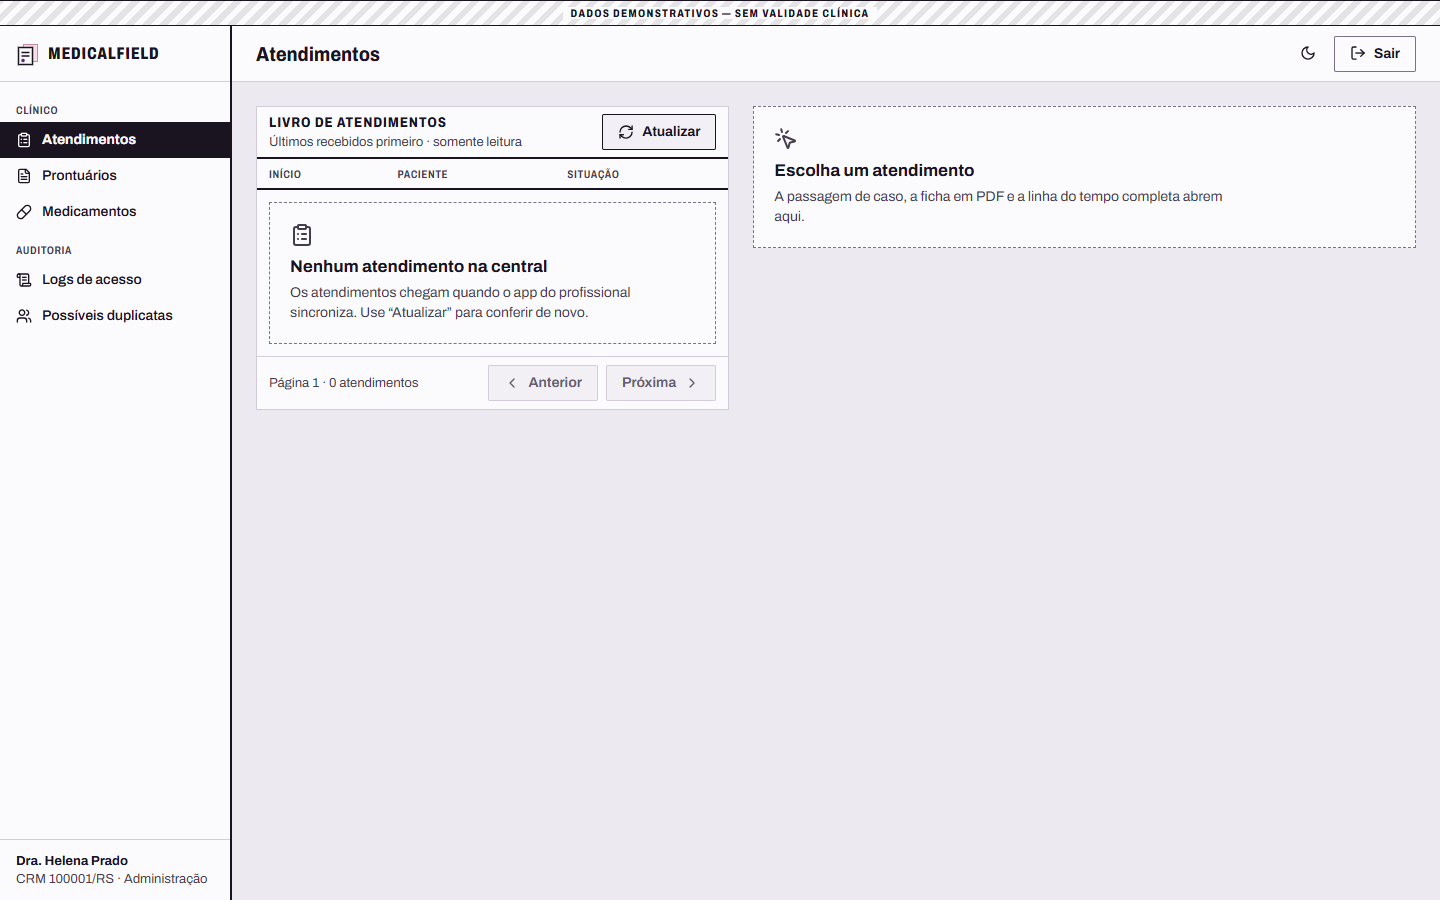 DADOS DEMONSTRATIVOS — SEM VALIDADE CLÍNICA
MEDICALFIELD
Atendimentos
Sair
CLÍNICO
Atendimentos
Prontuários
Medicamentos
AUDITORIA
Logs de acesso
Possíveis duplicatas
LIVRO DE ATENDIMENTOS
Últimos recebidos primeiro · somente leitura
Atualizar
INÍCIO PACIENTE SITUAÇÃO
Nenhum atendimento na central
Os atendimentos chegam quando o app do profissional
sincroniza. Use “Atualizar” para conferir de novo.
Página 1 · 0 atendimentos
Anterior
Próxima
Escolha um atendimento
A passagem de caso, a ficha em PDF e a linha do tempo completa abrem
aqui.
Dra. Helena Prado
CRM 100001/RS · Administração